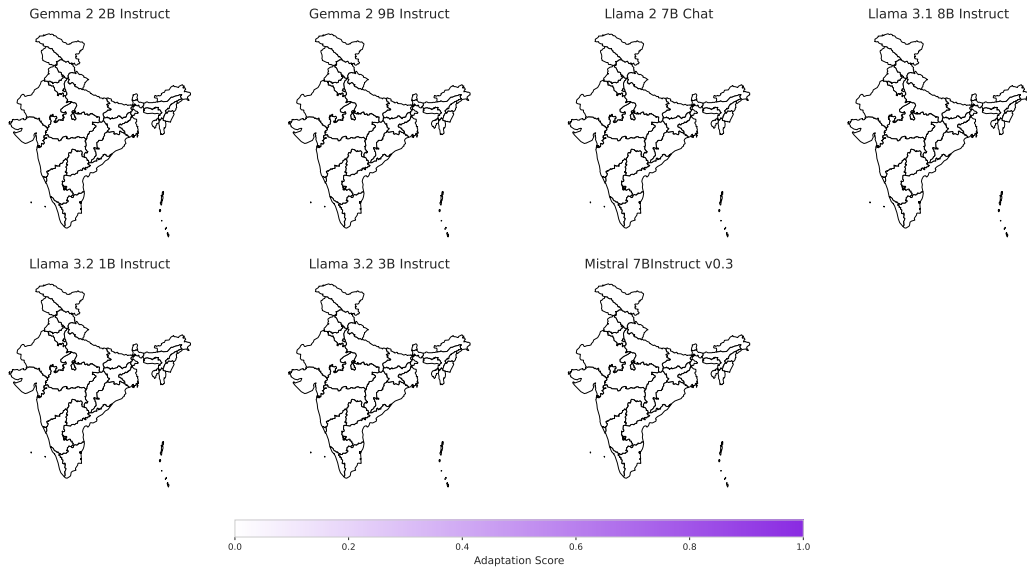 Gemma 2 2B Instruct
Gemma 2 9B Instruct
Llama 2 7B Chat
Llama 3.1 8B Instruct
Llama 3.2 1B Instruct
Llama 3.2 3B Instruct
Mistral 7BInstruct v0.3
0.0 0.2 0.4 0.6 0.8 1.0
Adaptation Score